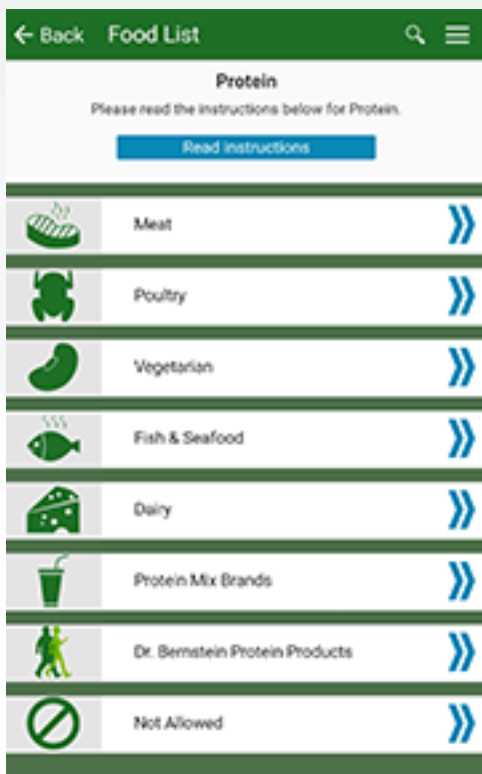 Back Food List
Protein
Please read the instructions below for Protein.
Read instructions
Meat
Poultry
Vegetarian
Fish & Seafood
Dairy
Protein Mix Brands
Dr. Bernstein Protein Products
Not Allowed